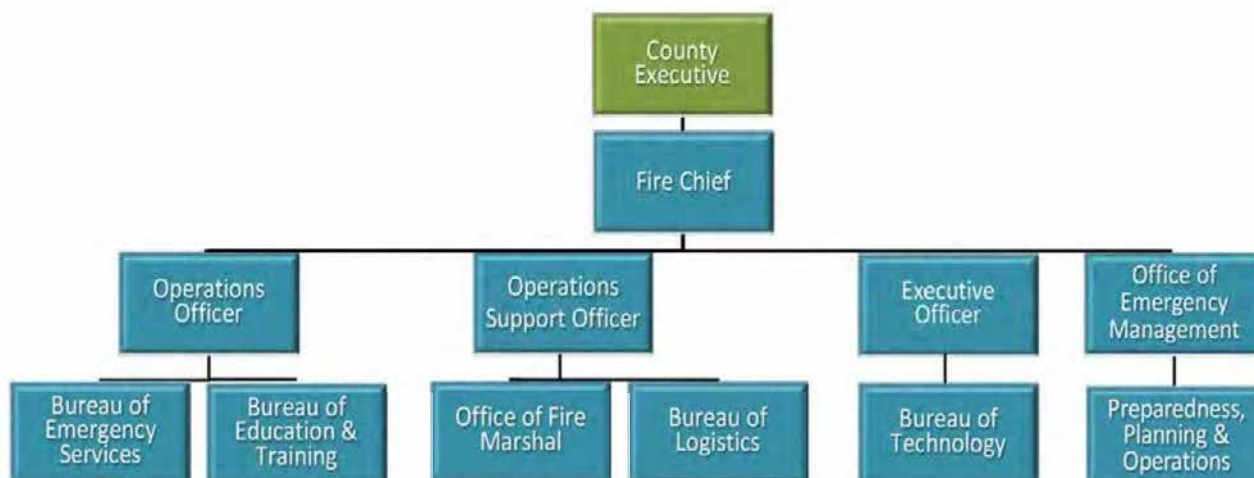 County
Executive
Fire Chief
Operations
Officer
Operations
Support Officer
Executive
Officer
Office of
Emergency
Management
Bureau of
Emergency
Services
Bureau of
Education &
Training
Office of Fire
Marshal
Bureau of
Logistics
Bureau of
Technology
Preparedness,
Planning &
Operations